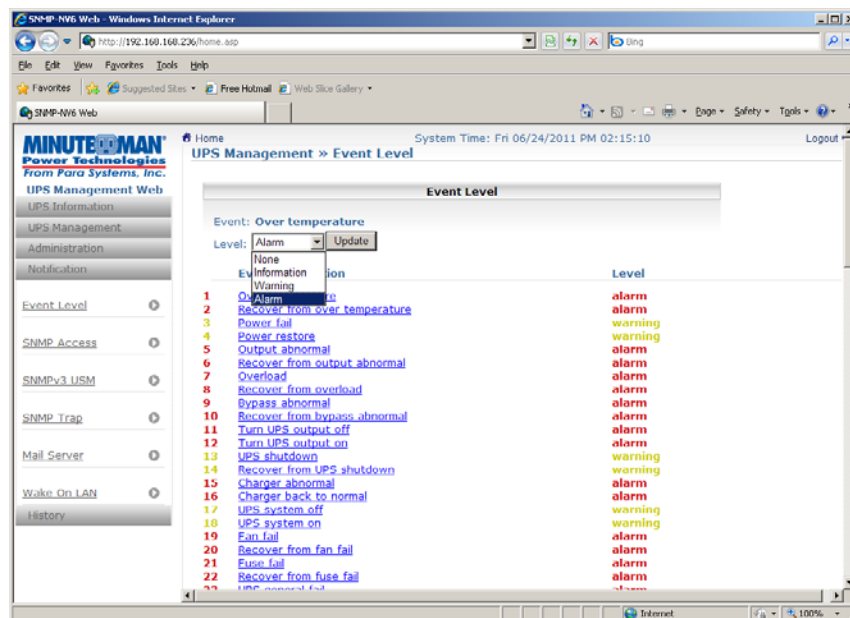 SNMP-NV6 Web - Windows Internet Explorer
http://192.168.168.236/home.asp
Bing
File Edit View Favorites Tools Help
Favorites Suggested Sites Free Hotmail Web Slice Gallery
SNMP-NV6 Web
Page Safety Tools
MINUTEMAN
Power Technologies
From Para Systems, Inc.
UPS Management Web
UPS Information
UPS Management
Administration
Notification
Event Level
SNMP Access
SNMPv3 USM
SNMP Trap
Mail Server
Wake On LAN
History
Home
System Time: Fri 06/24/2011 PM 02:15:10
Logout
UPS Management » Event Level
Event Level
Event: Over temperature
Level: Alarm Update
None
Information
Warning
Alarm
Level
1 alarm
2 Recover from over temperature alarm
3 Power fail warning
4 Power restore warning
5 Output abnormal alarm
6 Recover from output abnormal alarm
7 Overload alarm
8 Recover from overload alarm
9 Bypass abnormal alarm
10 Recover from bypass abnormal alarm
11 Turn UPS output off alarm
12 Turn UPS output on alarm
13 UPS shutdown warning
14 Recover from UPS shutdown warning
15 Charger abnormal alarm
16 Charger back to normal alarm
17 UPS system off warning
18 UPS system on warning
19 Fan fail alarm
20 Recover from fan fail alarm
21 Fuse fail alarm
22 Recover from fuse fail alarm
23 UPS general fail alarm
Internet
100%